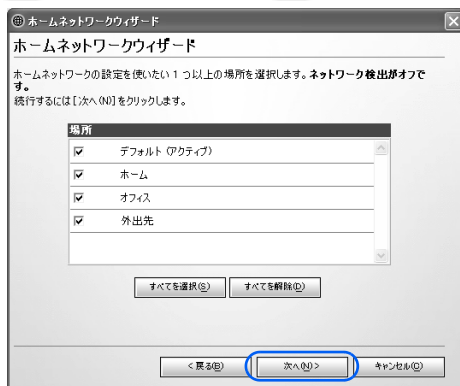 ホームネットワークウィザード
ホームネットワークウィザード
ホームネットワークの設定を使いたい 1 つ以上の場所を選択します。ネットワーク検出がオフで
す。
続行するには [次へ(N)] をクリックします。
場所
デフォルト (アクティブ)
ホーム
オフィス
外出先
すべてを選択(S) すべてを解除(D)
< 戻る(B) 次へ(N) > キャンセル(C)